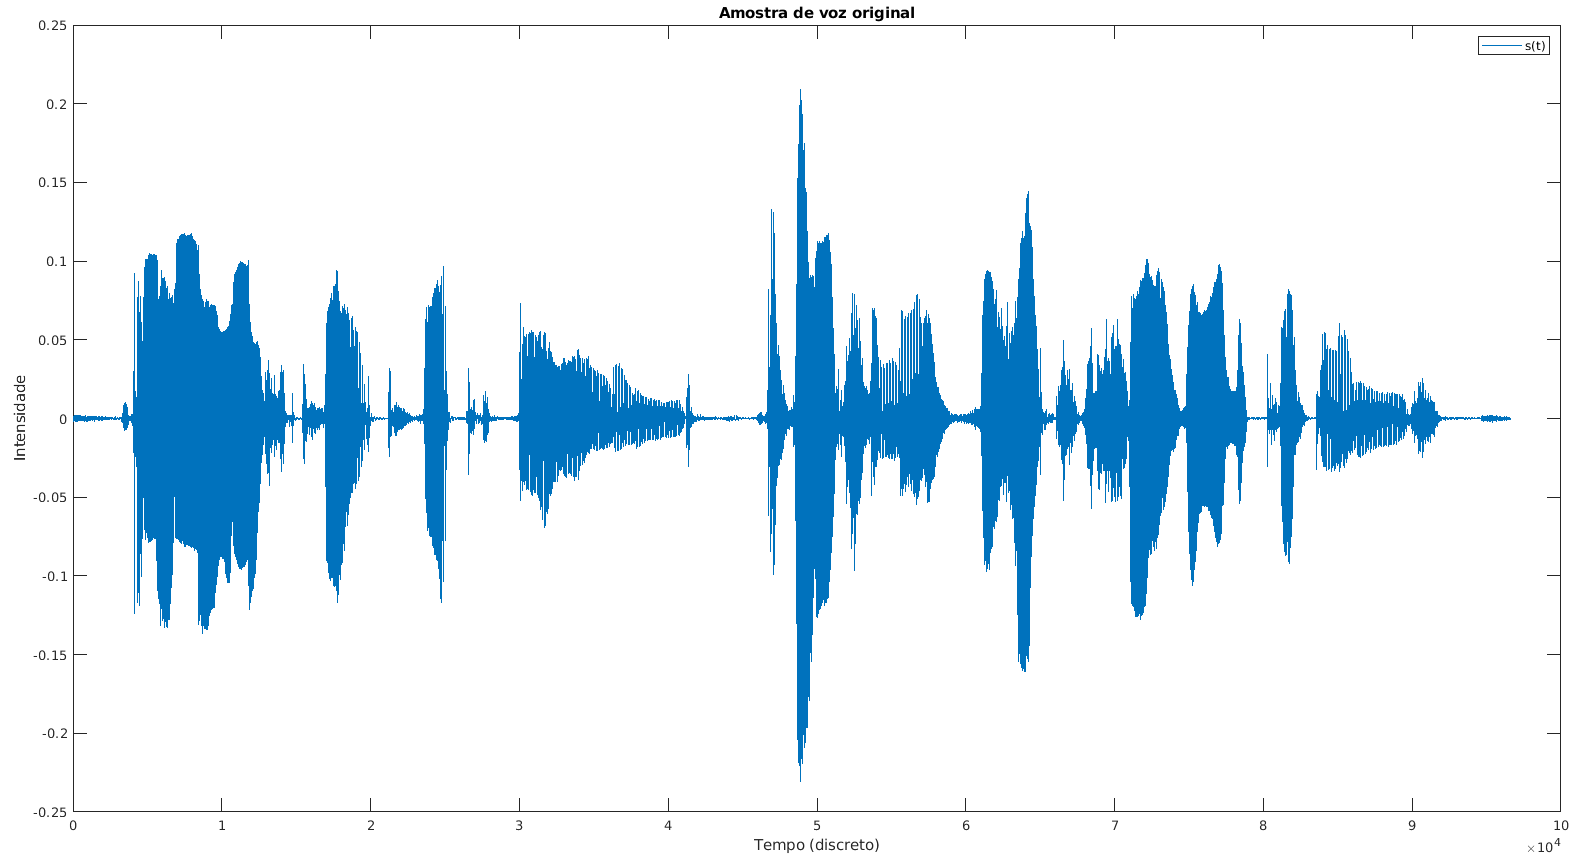 Amostra de voz original
s(t)
0.25
0.2
0.15
0.1
0.05
0
-0.05
-0.1
-0.15
-0.2
-0.25
Intensidade
0 1 2 3 4 5 6 7 8 9 10
Tempo (discreto)
×10⁴